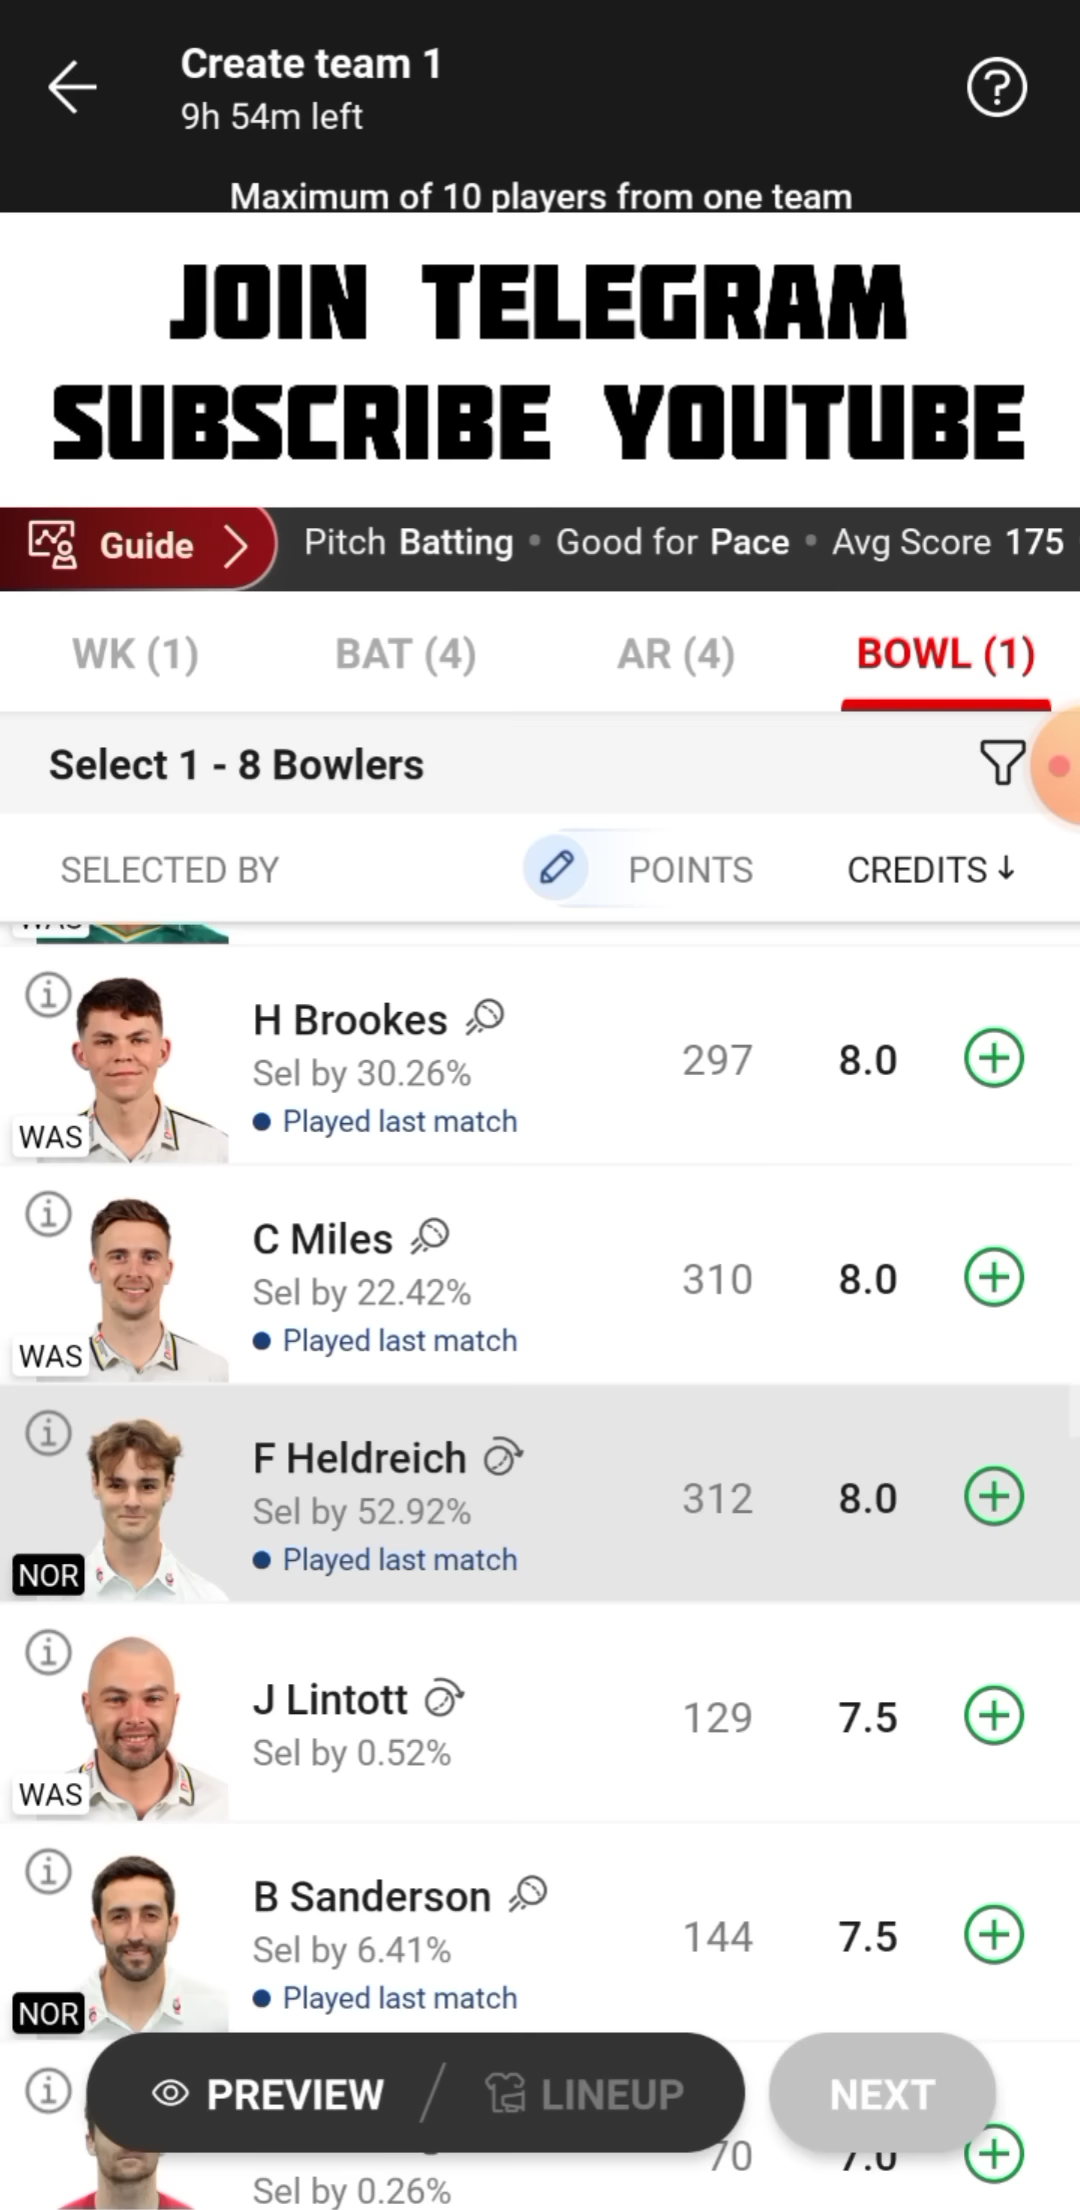 Create team 1
9h 54m left
Maximum of 10 players from one team
JOIN TELEGRAM
SUBSCRIBE YOUTUBE
Guide
Pitch Batting • Good for Pace • Avg Score 175
WK (1) BAT (4) AR (4) BOWL (1)
Select 1 - 8 Bowlers
SELECTED BY POINTS CREDITS ↓
WAS
H Brookes
Sel by 30.26%
Played last match
297 8.0
WAS
C Miles
Sel by 22.42%
Played last match
310 8.0
WAS
F Heldreich
Sel by 52.92%
Played last match
312 8.0
NOR
J Lintott
Sel by 0.52%
129 7.5
WAS
B Sanderson
Sel by 6.41%
Played last match
144 7.5
NOR
PREVIEW / LINEUP NEXT
70 7.0
Sel by 0.26%